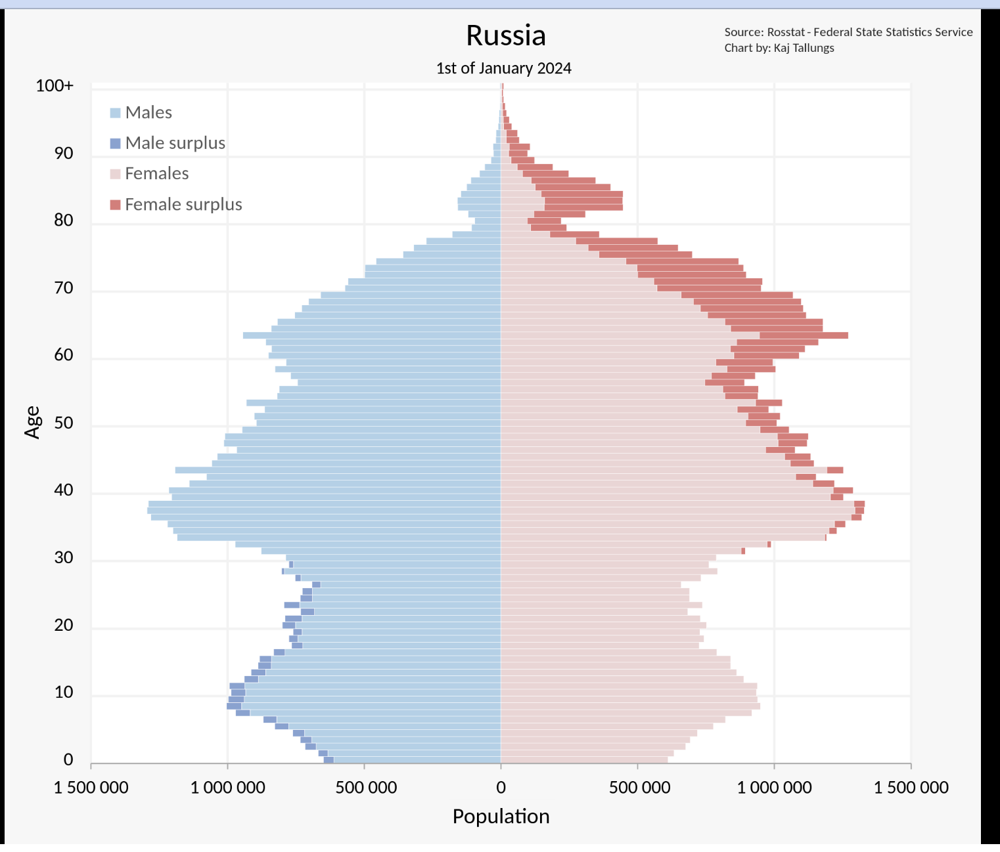 Russia
1st of January 2024
Source: Rosstat - Federal State Statistics Service
Chart by: Kaj Tallungs
Males
Male surplus
Females
Female surplus
Age
100+
90
80
70
60
50
40
30
20
10
0
1 500 000 1 000 000 500 000 0 500 000 1 000 000 1 500 000
Population